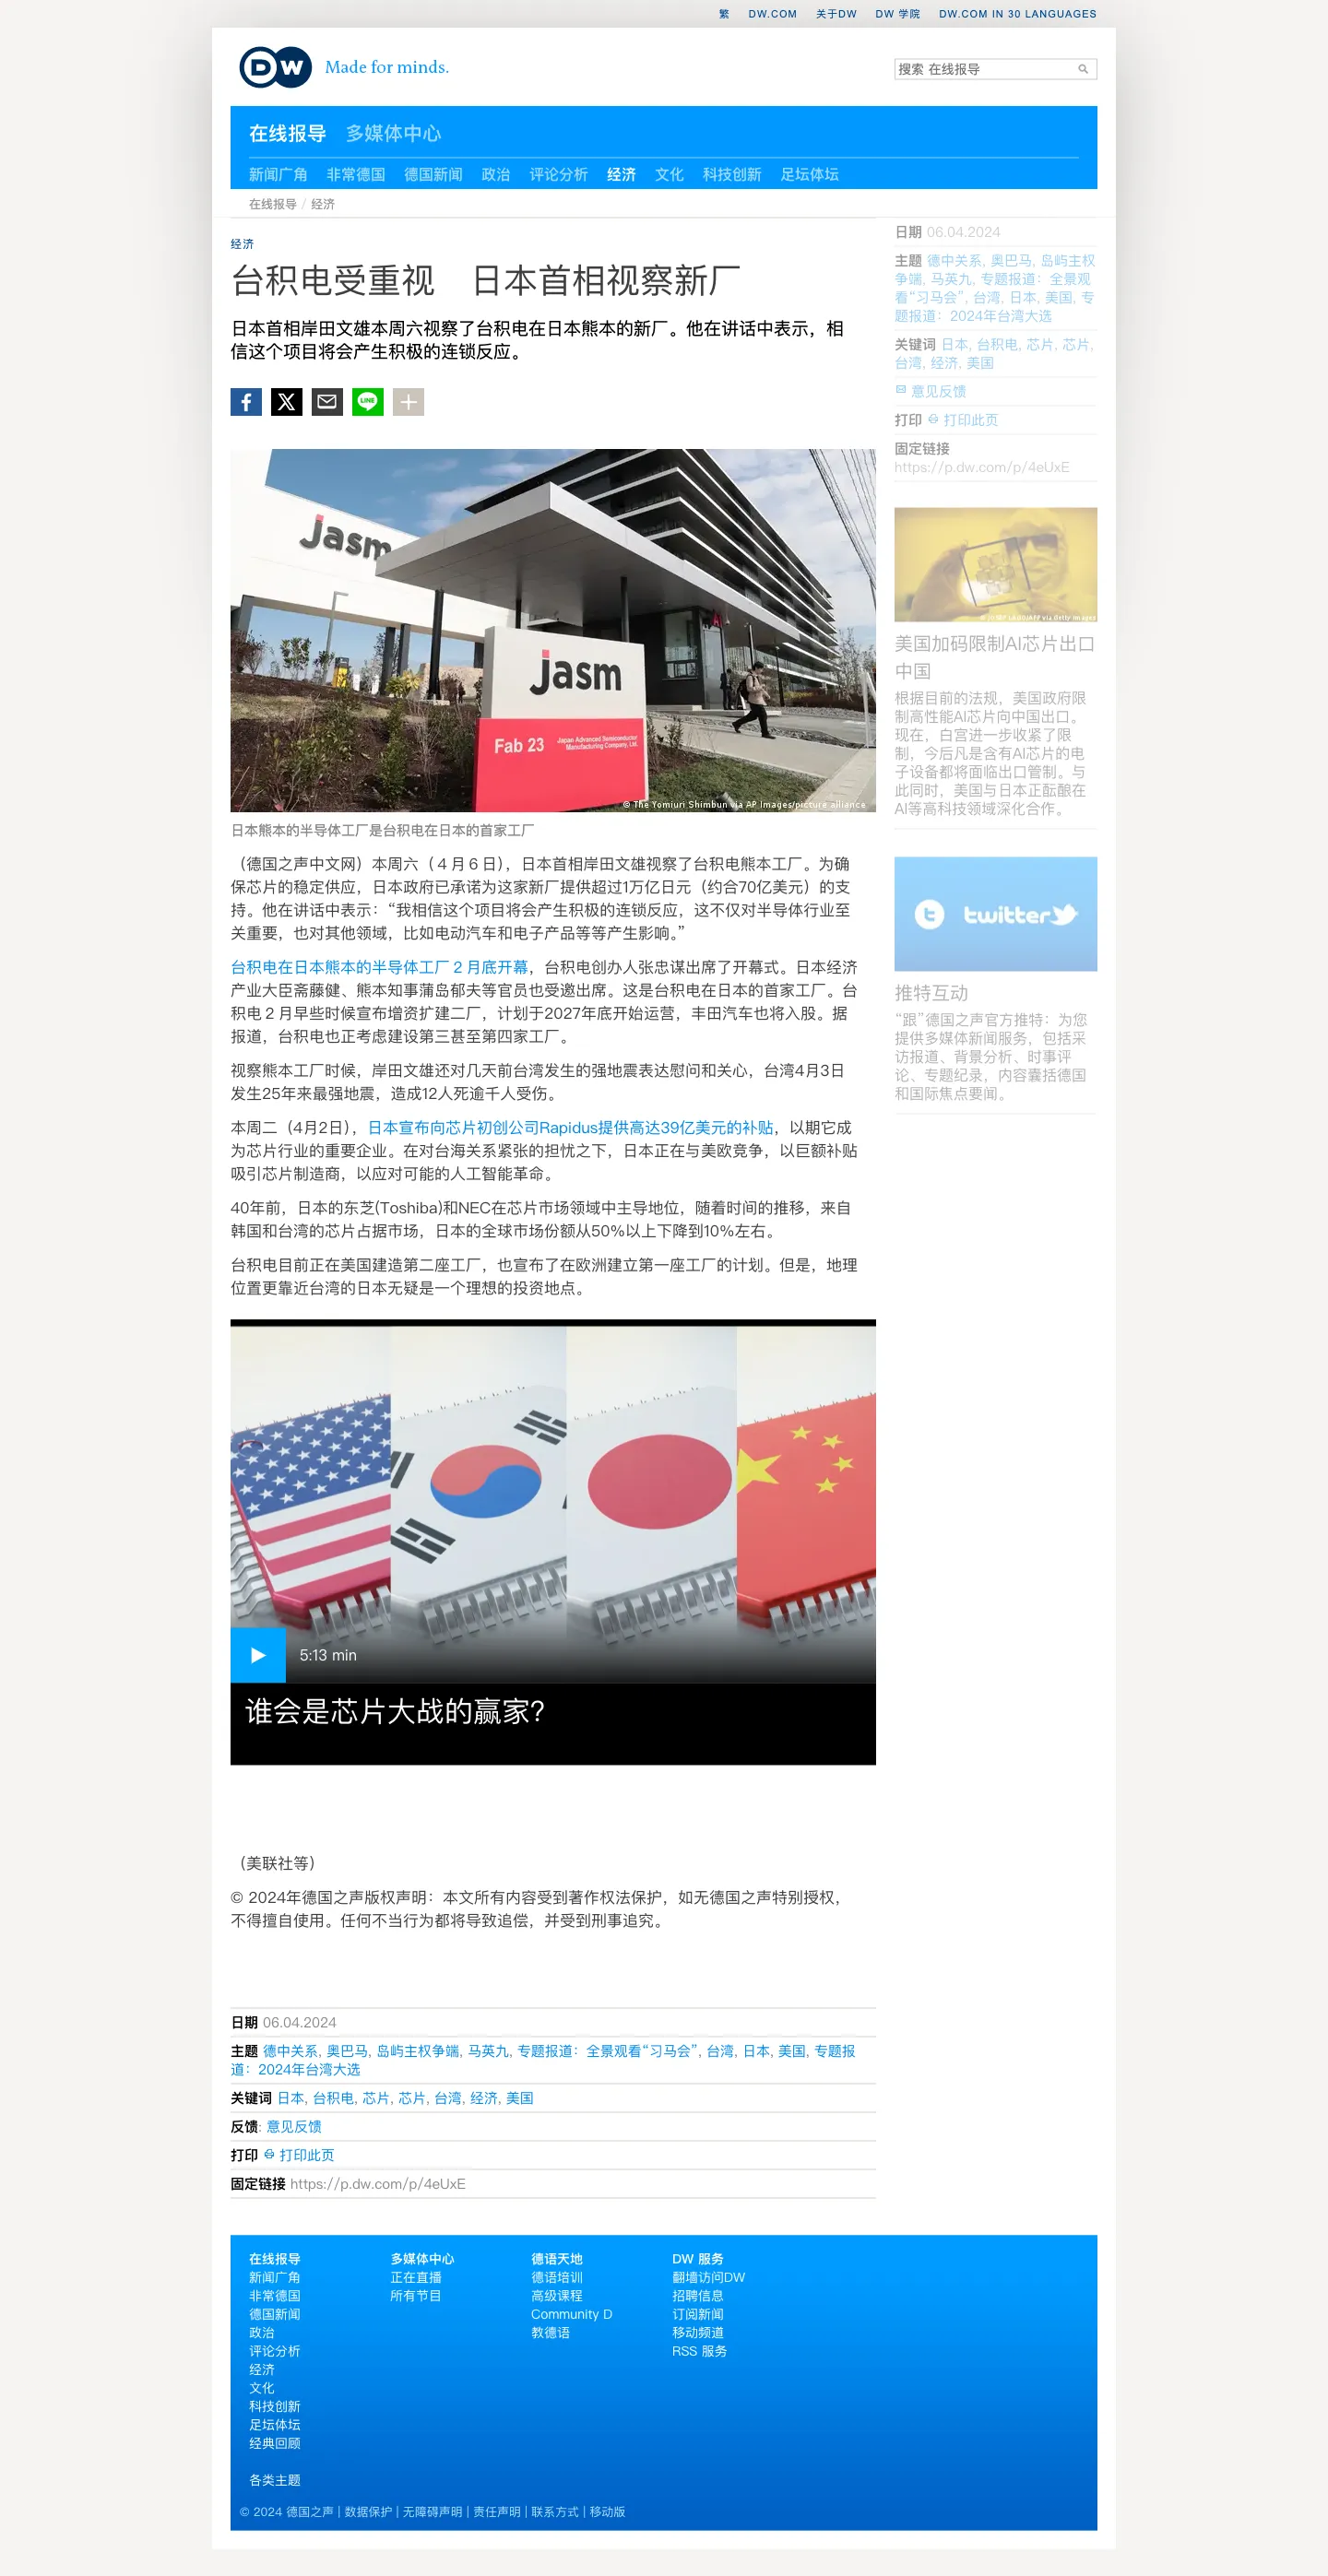 繁 DW.COM 关于DW DW 学院 DW.COM IN 30 LANGUAGES
DW Made for minds.
搜索 在线报导
在线报导 多媒体中心
新闻广角 非常德国 德国新闻 政治 评论分析 经济 文化 科技创新 足坛体坛
在线报导 / 经济
经济
台积电受重视 日本首相视察新厂
日本首相岸田文雄本周六视察了台积电在日本熊本的新厂。他在讲话中表示，相
信这个项目将会产生积极的连锁反应。
LINE
jasm
jasm
Fab 23 Japan Advanced Semiconductor
Manufacturing Company, Ltd.
© The Yomiuri Shimbun via AP Images/picture alliance
日本熊本的半导体工厂是台积电在日本的首家工厂
（德国之声中文网）本周六（４月６日），日本首相岸田文雄视察了台积电熊本工厂。为确
保芯片的稳定供应，日本政府已承诺为这家新厂提供超过1万亿日元（约合70亿美元）的支
持。他在讲话中表示：“我相信这个项目将会产生积极的连锁反应，这不仅对半导体行业至
关重要，也对其他领域，比如电动汽车和电子产品等等产生影响。”
台积电在日本熊本的半导体工厂２月底开幕，台积电创办人张忠谋出席了开幕式。日本经济
产业大臣斋藤健、熊本知事蒲岛郁夫等官员也受邀出席。这是台积电在日本的首家工厂。台
积电２月早些时候宣布增资扩建二厂，计划于2027年底开始运营，丰田汽车也将入股。据
报道，台积电也正考虑建设第三甚至第四家工厂。
视察熊本工厂时候，岸田文雄还对几天前台湾发生的强地震表达慰问和关心，台湾4月3日
发生25年来最强地震，造成12人死逾千人受伤。
本周二（4月2日），日本宣布向芯片初创公司Rapidus提供高达39亿美元的补贴，以期它成
为芯片行业的重要企业。在对台海关系紧张的担忧之下，日本正在与美欧竞争，以巨额补贴
吸引芯片制造商，以应对可能的人工智能革命。
40年前，日本的东芝(Toshiba)和NEC在芯片市场领域中主导地位，随着时间的推移，来自
韩国和台湾的芯片占据市场，日本的全球市场份额从50%以上下降到10%左右。
台积电目前正在美国建造第二座工厂，也宣布了在欧洲建立第一座工厂的计划。但是，地理
位置更靠近台湾的日本无疑是一个理想的投资地点。
5:13 min
谁会是芯片大战的赢家？
（美联社等）
© 2024年德国之声版权声明：本文所有内容受到著作权法保护，如无德国之声特别授权，
不得擅自使用。任何不当行为都将导致追偿，并受到刑事追究。
日期 06.04.2024
主题 德中关系, 奥巴马, 岛屿主权争端, 马英九, 专题报道：全景观看“习马会”, 台湾, 日本, 美国, 专题报
道：2024年台湾大选
关键词 日本, 台积电, 芯片, 芯片, 台湾, 经济, 美国
反馈: 意见反馈
打印 打印此页
固定链接 https://p.dw.com/p/4eUxE
日期 06.04.2024
主题 德中关系, 奥巴马, 岛屿主权
争端, 马英九, 专题报道：全景观
看“习马会”, 台湾, 日本, 美国, 专
题报道：2024年台湾大选
关键词 日本, 台积电, 芯片, 芯片,
台湾, 经济, 美国
意见反馈
打印 打印此页
固定链接
https://p.dw.com/p/4eUxE
美国加码限制AI芯片出口
中国
根据目前的法规，美国政府限
制高性能AI芯片向中国出口。
现在，白宫进一步收紧了限
制，今后凡是含有AI芯片的电
子设备都将面临出口管制。与
此同时，美国与日本正酝酿在
AI等高科技领域深化合作。
twitter
推特互动
“跟”德国之声官方推特：为您
提供多媒体新闻服务，包括采
访报道、背景分析、时事评
论、专题纪录，内容囊括德国
和国际焦点要闻。
在线报导
新闻广角
非常德国
德国新闻
政治
评论分析
经济
文化
科技创新
足坛体坛
经典回顾
各类主题
多媒体中心
正在直播
所有节目
德语天地
德语培训
高级课程
Community D
教德语
DW 服务
翻墙访问DW
招聘信息
订阅新闻
移动频道
RSS 服务
© 2024 德国之声 | 数据保护 | 无障碍声明 | 责任声明 | 联系方式 | 移动版